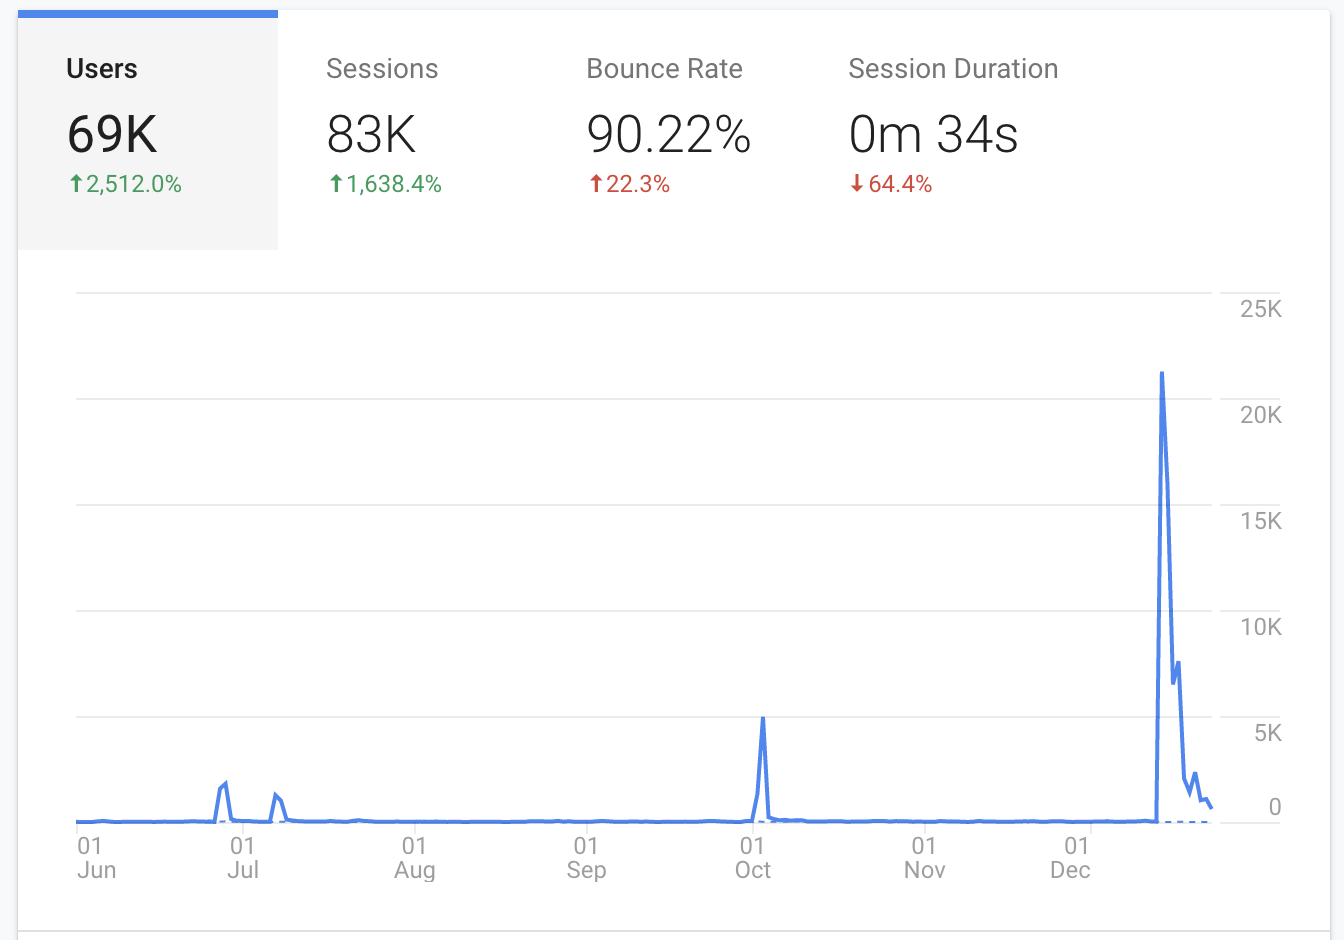 Users Sessions Bounce Rate Session Duration
69K 83K 90.22% 0m 34s
↑2,512.0% ↑1,638.4% ↑22.3% ↓64.4%
25K
20K
15K
10K
5K
0
01 01 01 01 01 01 01
Jun Jul Aug Sep Oct Nov Dec